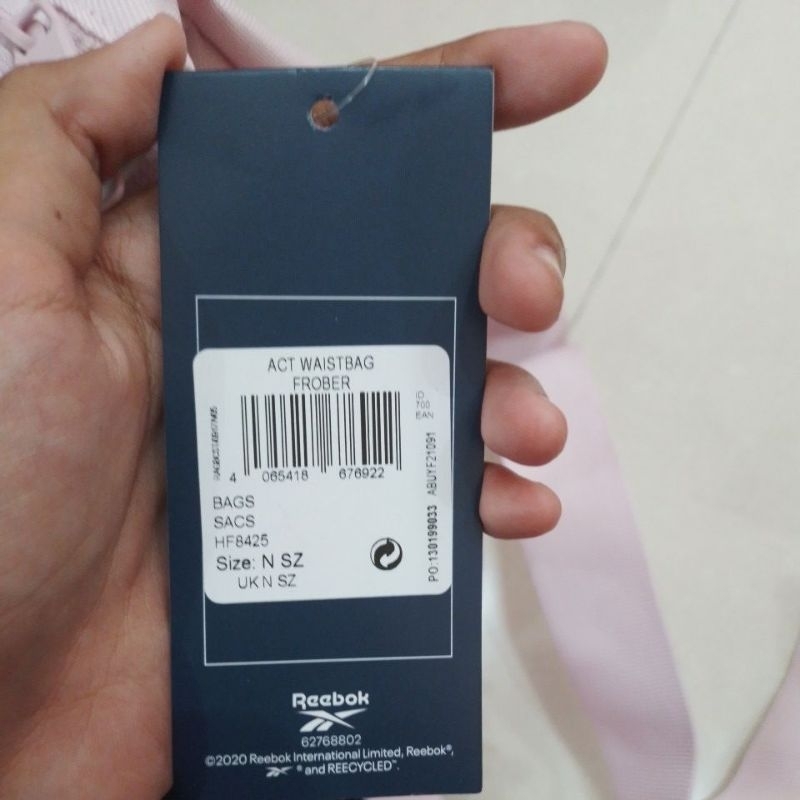 ACT WAISTBAG
FROBER
ID
700
EAN
4 065418 676922
BAGS
SACS
HF8425
Size: N SZ
UK N SZ
PO:130199033 ABUYF21091
Reebok
62768802
©2020 Reebok International Limited, Reebok®,
® and REECYCLED™.